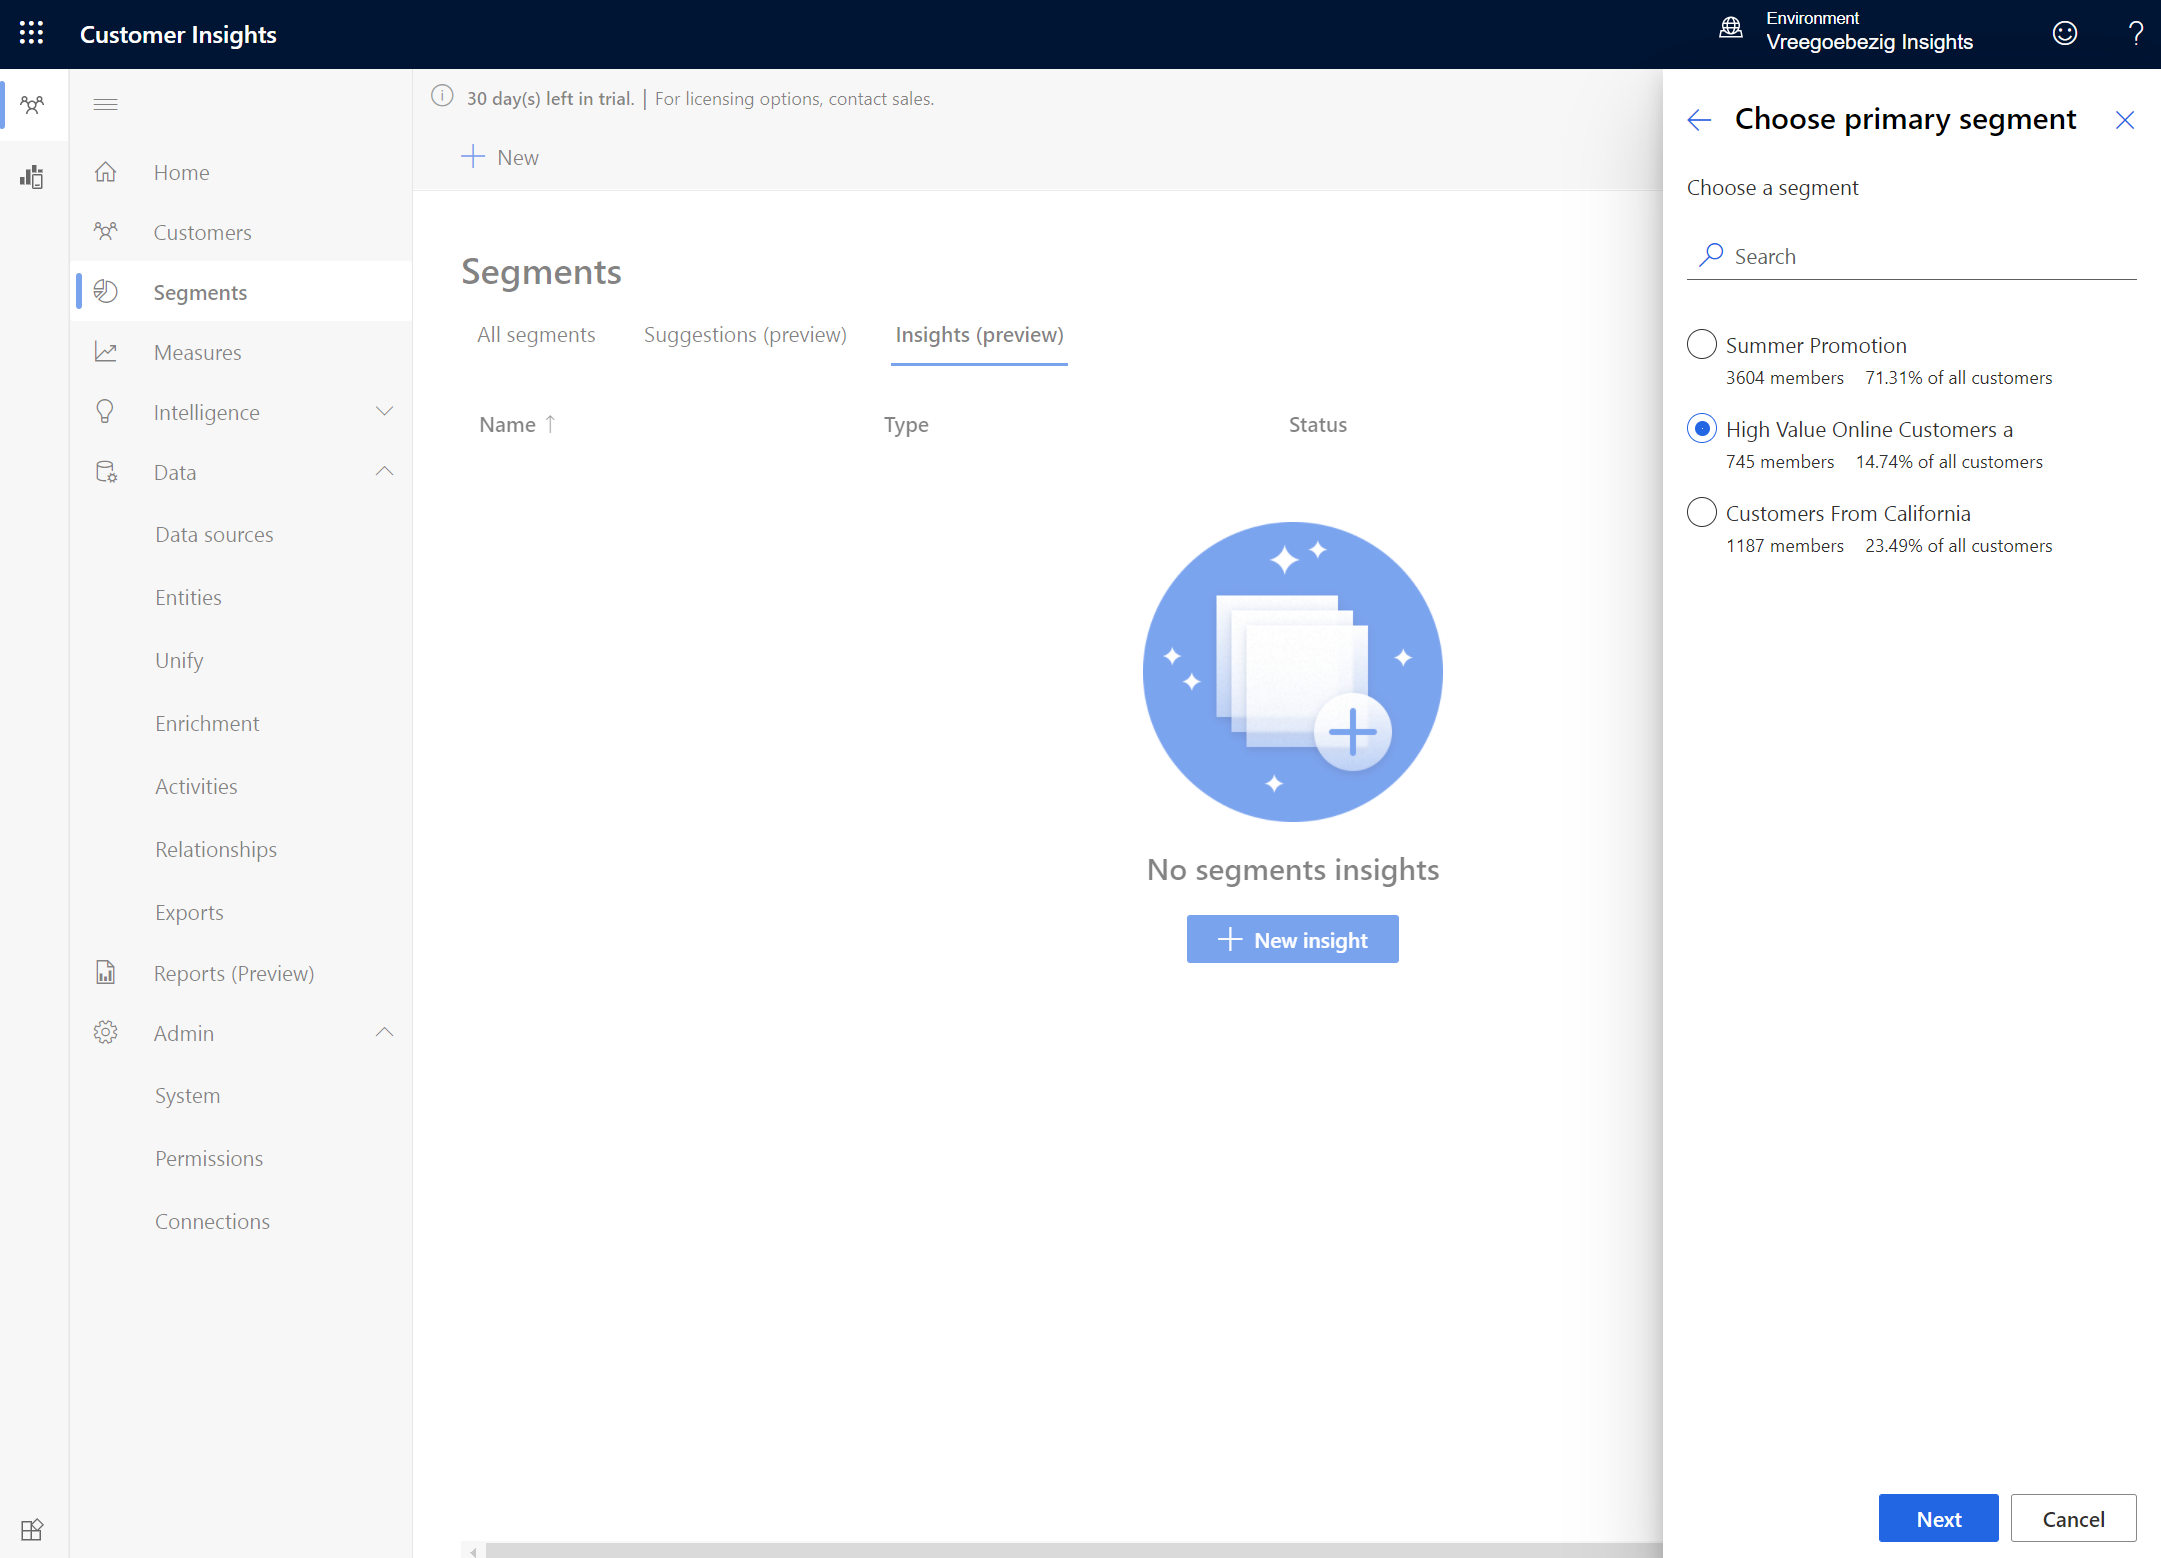 Customer Insights
Environment
Vreegoebezig Insights
?
30 day(s) left in trial. | For licensing options, contact sales.
New
Home
Customers
Segments
Measures
Intelligence
Data
Data sources
Entities
Unify
Enrichment
Activities
Relationships
Exports
Reports (Preview)
Admin
System
Permissions
Connections
Segments
All segments Suggestions (preview) Insights (preview)
Name ↑ Type Status
No segments insights
New insight
Choose primary segment
Choose a segment
Search
Summer Promotion
3604 members 71.31% of all customers
High Value Online Customers a
745 members 14.74% of all customers
Customers From California
1187 members 23.49% of all customers
Next Cancel